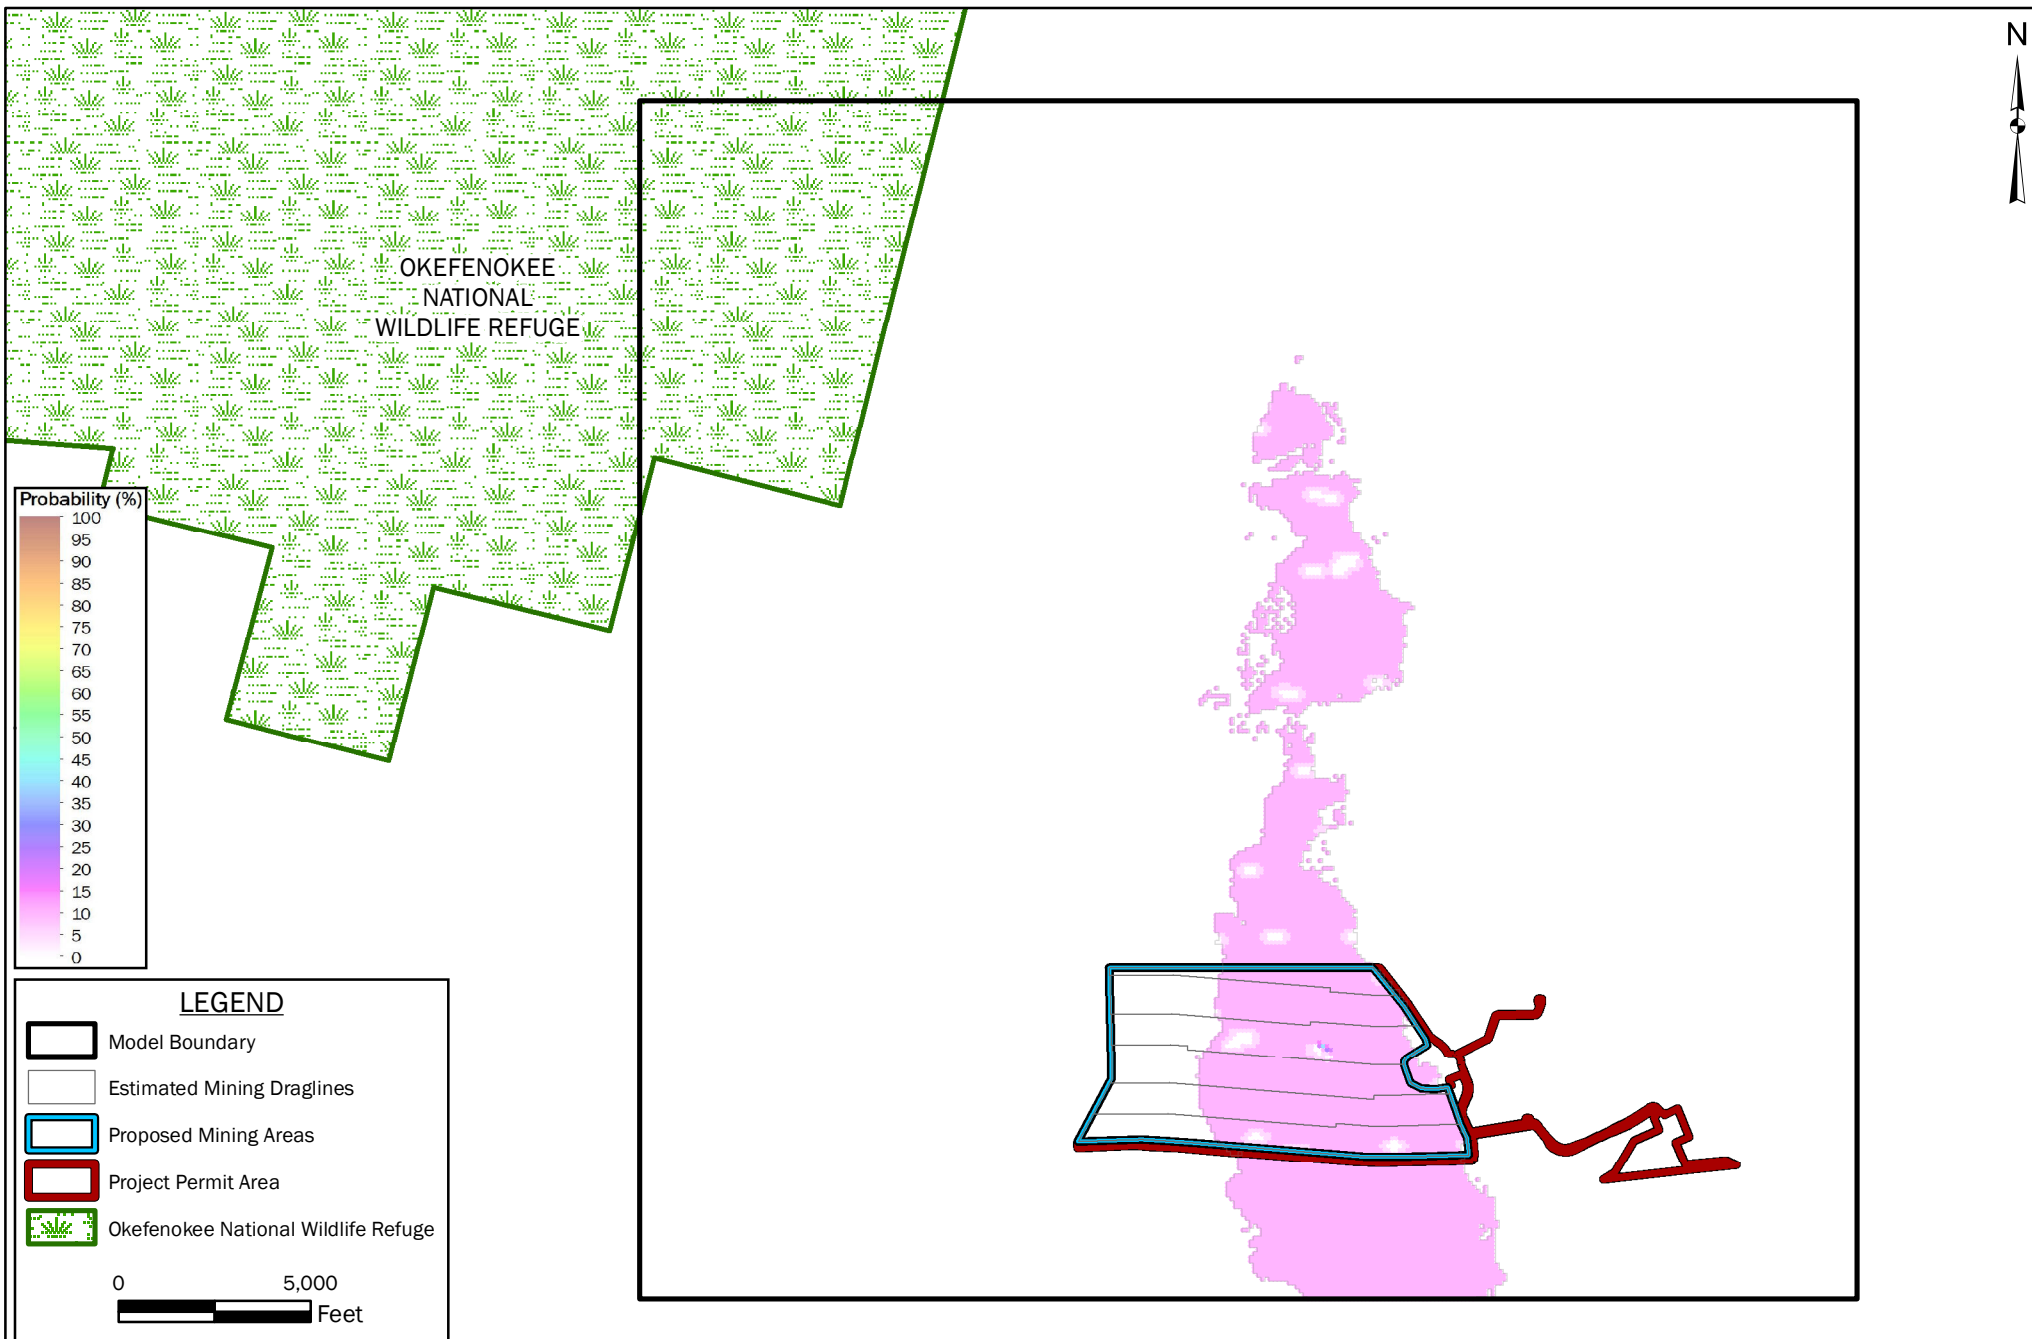 N
OKEFENOKEE
NATIONAL
WILDLIFE REFUGE
Probability (%)
100
95
90
85
80
75
70
65
60
55
50
45
40
35
30
25
20
15
10
5
0
LEGEND
Model Boundary
Estimated Mining Draglines
Proposed Mining Areas
Project Permit Area
Okefenokee National Wildlife Refuge
0 5,000
Feet